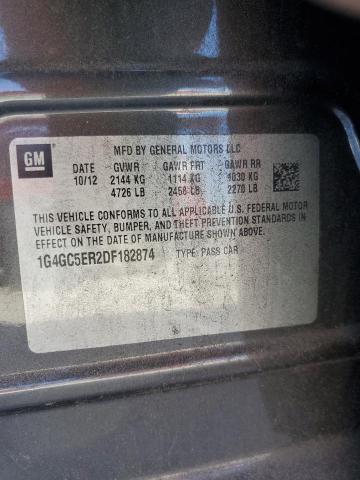 GM
MFD BY GENERAL MOTORS LLC
DATE GVWR GAWR FRT GAWR RR
10/12 2144 KG 1114 KG 1030 KG
4726 LB 2456 LB 2270 LB
THIS VEHICLE CONFORMS TO ALL APPLICABLE U.S. FEDERAL MOTOR
VEHICLE SAFETY, BUMPER, AND THEFT PREVENTION STANDARDS
IN EFFECT ON THE DATE OF MANUFACTURE SHOWN ABOVE.
1G4GC5ER2DF182874 TYPE: PASS CAR